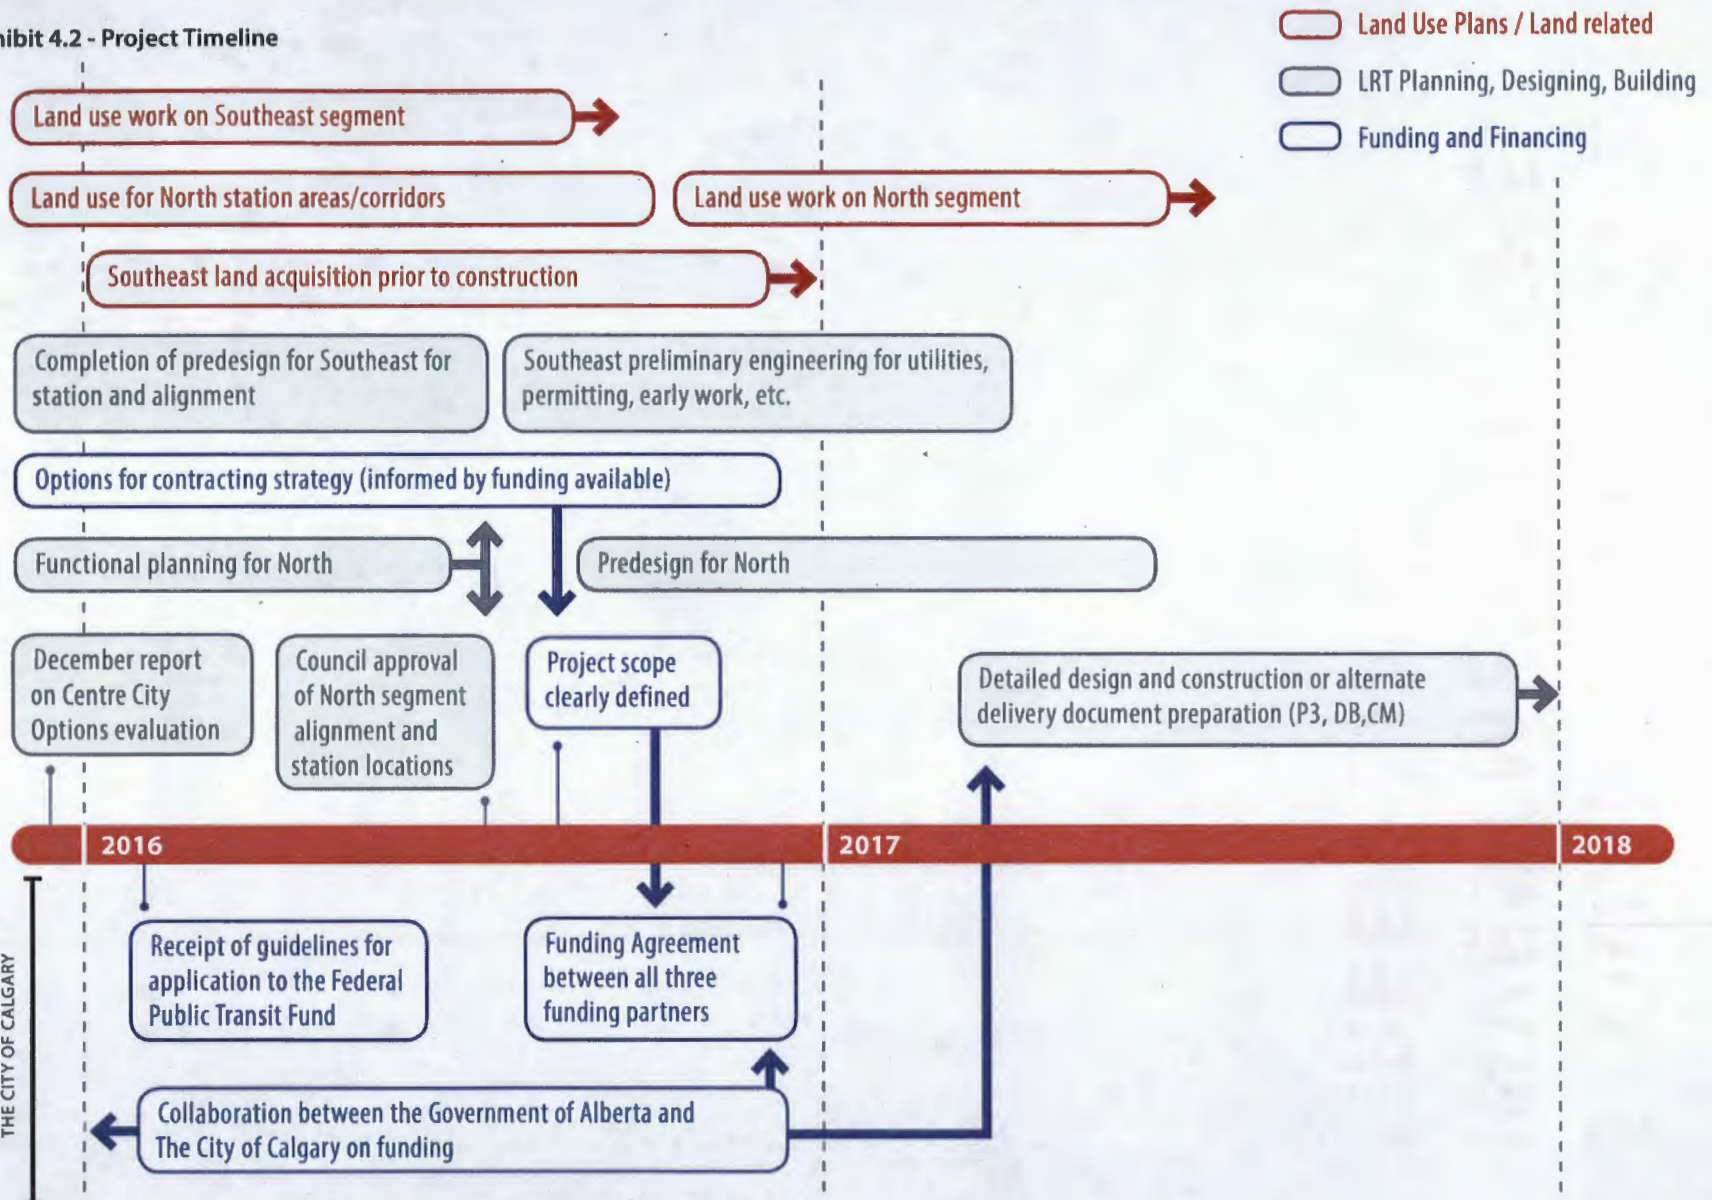 hibit 4.2 - Project Timeline
Land Use Plans / Land related
LRT Planning, Designing, Building
Funding and Financing
Land use work on Southeast segment
Land use for North station areas/corridors
Land use work on North segment
Southeast land acquisition prior to construction
Completion of predesign for Southeast for
station and alignment
Southeast preliminary engineering for utilities,
permitting, early work, etc.
Options for contracting strategy (informed by funding available)
Functional planning for North
Predesign for North
December report
on Centre City
Options evaluation
Council approval
of North segment
alignment and
station locations
Project scope
clearly defined
Detailed design and construction or alternate
delivery document preparation (P3, DB,CM)
2016
2017
2018
Receipt of guidelines for
application to the Federal
Public Transit Fund
Funding Agreement
between all three
funding partners
Collaboration between the Government of Alberta and
The City of Calgary on funding
THE CITY OF CALGARY